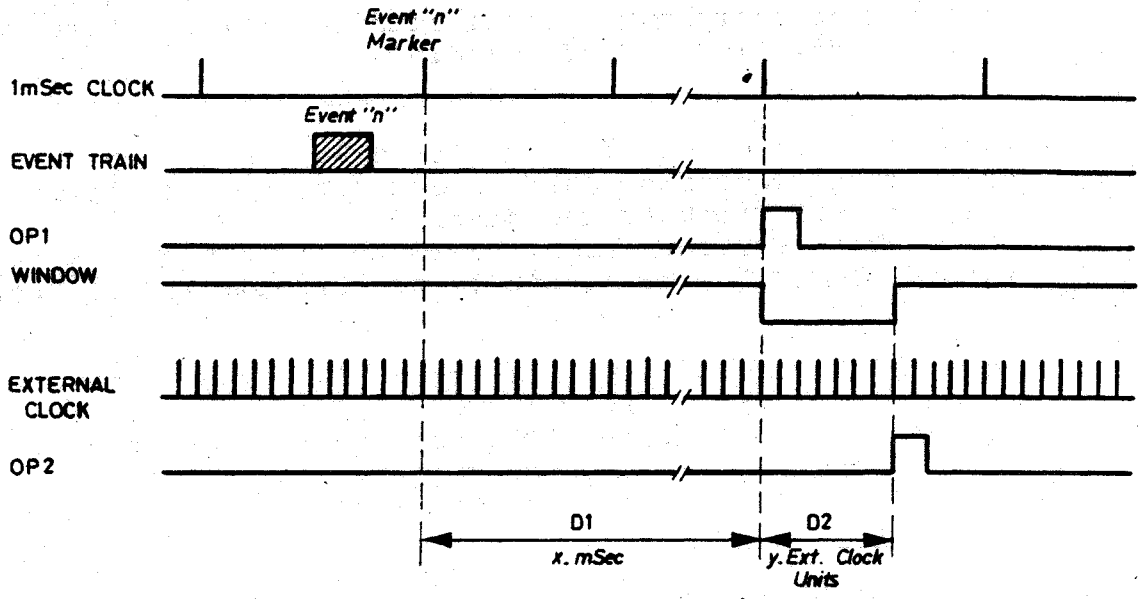 Event "n"
Marker
1mSec CLOCK
Event "n"
EVENT TRAIN
OP1
WINDOW
EXTERNAL
CLOCK
OP2
D1
D2
x. mSec
y. Ext. Clock
Units